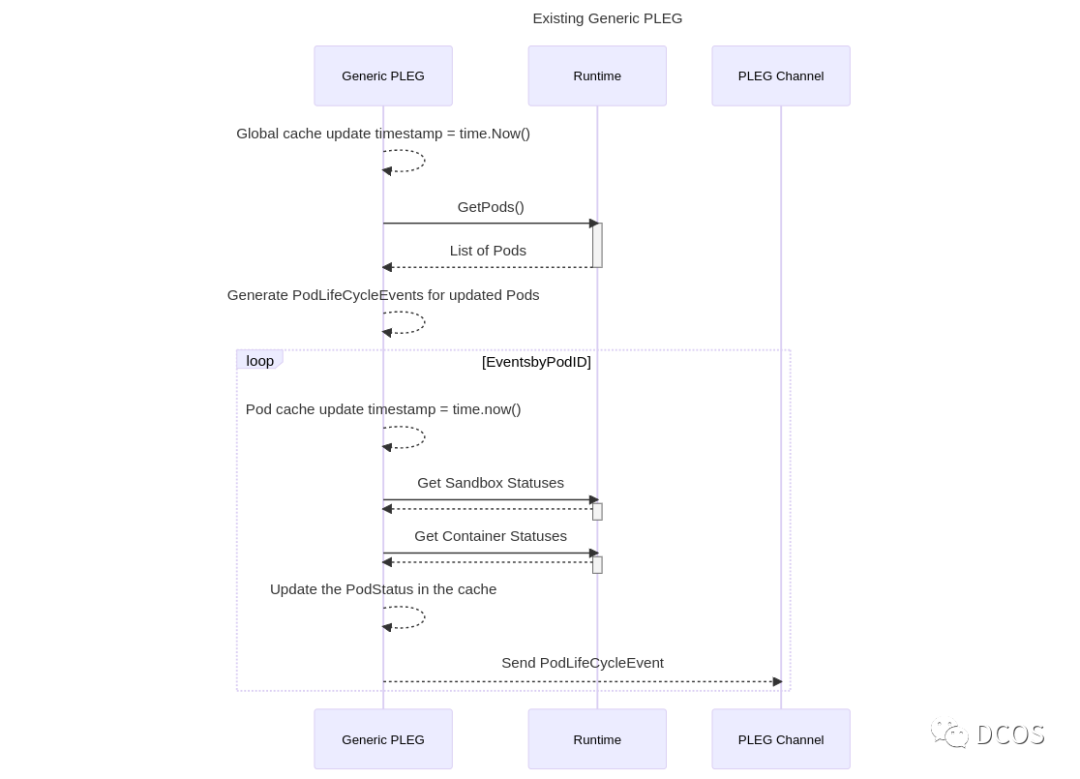 Existing Generic PLEG
Generic PLEG
Runtime
PLEG Channel
Global cache update timestamp = time.Now()
GetPods()
List of Pods
Generate PodLifeCycleEvents for updated Pods
loop
[EventsbyPodID]
Pod cache update timestamp = time.now()
Get Sandbox Statuses
Get Container Statuses
Update the PodStatus in the cache
Send PodLifeCycleEvent
Generic PLEG
Runtime
PLEG Channel
DCOS